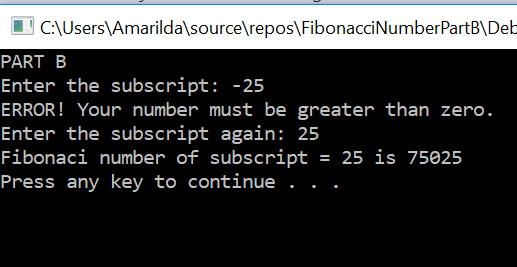 C:\Users\Amarilda\source\repos\FibonacciNumberPartB\Deb
PART B
Enter the subscript: -25
ERROR! Your number must be greater than zero.
Enter the subscript again: 25
Fibonaci number of subscript = 25 is 75025
Press any key to continue . . .